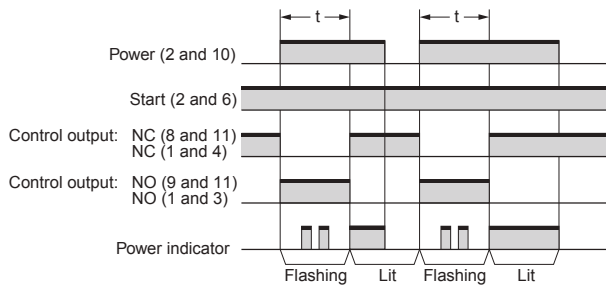 t
t
Power (2 and 10)
Start (2 and 6)
Control output: NC (8 and 11)
NC (1 and 4)
Control output: NO (9 and 11)
NO (1 and 3)
Power indicator
Flashing
Lit
Flashing
Lit